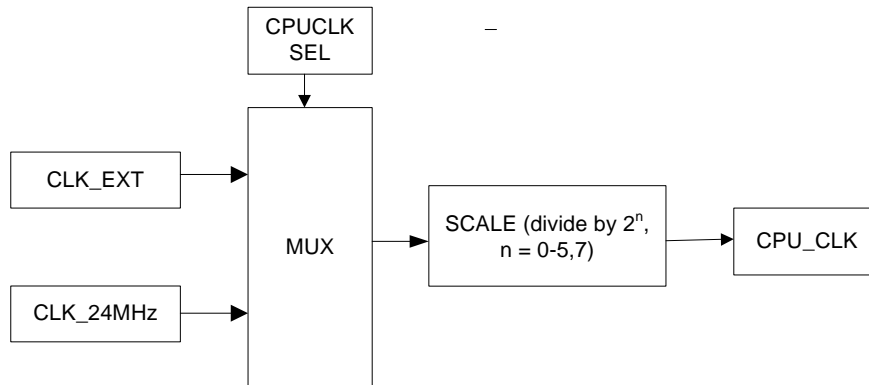 CPUCLK
SEL
CLK_EXT
MUX
SCALE (divide by 2ⁿ,
n = 0-5,7)
CPU_CLK
CLK_24MHz